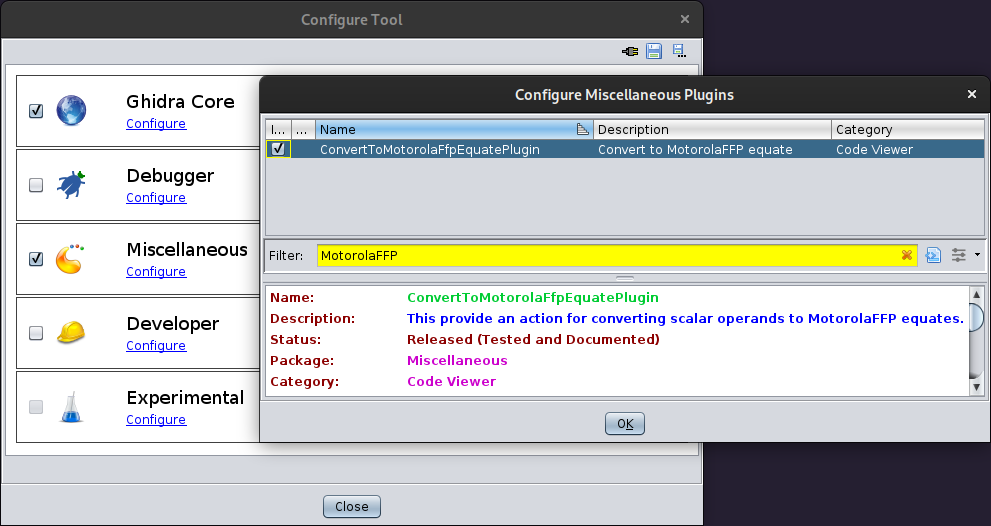 Configure Tool
Ghidra Core
Configure
Debugger
Configure
Miscellaneous
Configure
Developer
Configure
Experimental
Configure
Close
Configure Miscellaneous Plugins
I... ... Name Description Category
ConvertToMotorolaFfpEquatePlugin Convert to MotorolaFFP equate Code Viewer
Filter: MotorolaFFP
Name: ConvertToMotorolaFfpEquatePlugin
Description: This provide an action for converting scalar operands to MotorolaFFP equates.
Status: Released (Tested and Documented)
Package: Miscellaneous
Category: Code Viewer
OK